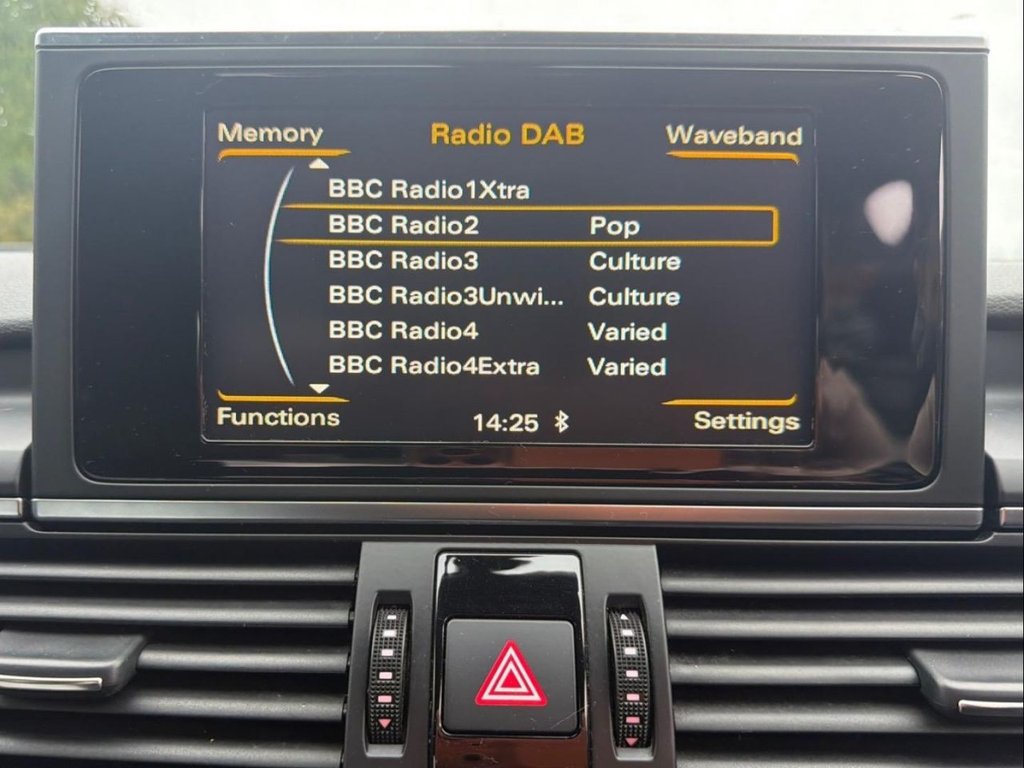 Memory Radio DAB Waveband
BBC Radio1Xtra
BBC Radio2 Pop
BBC Radio3 Culture
BBC Radio3Unwi... Culture
BBC Radio4 Varied
BBC Radio4Extra Varied
Functions 14:25 Settings